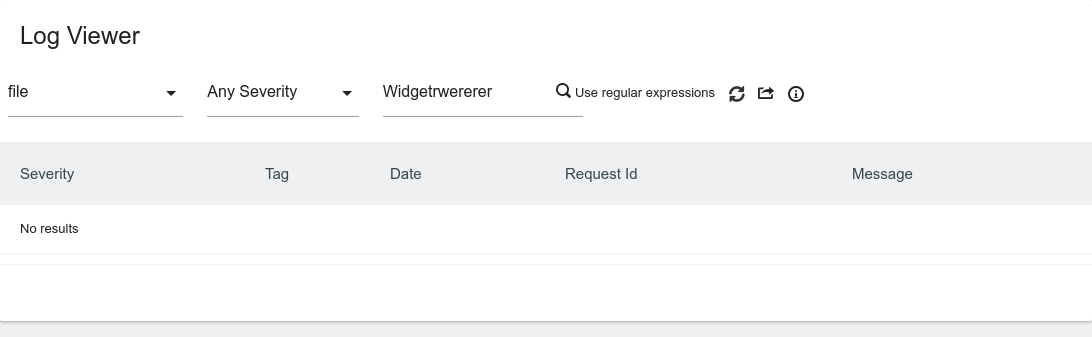 Log Viewer
file Any Severity Widgetrwererer Use regular expressions
Severity Tag Date Request Id Message
No results